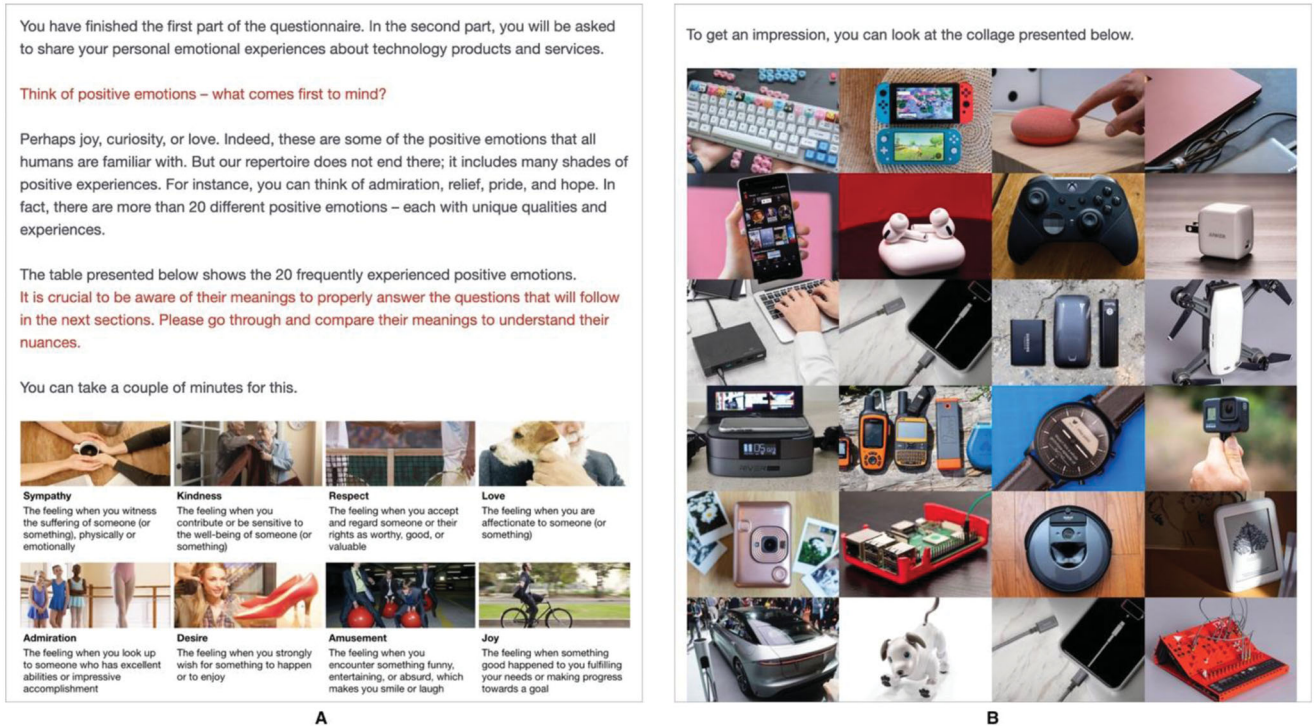 You have finished the first part of the questionnaire. In the second part, you will be asked
to share your personal emotional experiences about technology products and services.
Think of positive emotions – what comes first to mind?
Perhaps joy, curiosity, or love. Indeed, these are some of the positive emotions that all
humans are familiar with. But our repertoire does not end there; it includes many shades of
positive experiences. For instance, you can think of admiration, relief, pride, and hope. In
fact, there are more than 20 different positive emotions – each with unique qualities and
experiences.
The table presented below shows the 20 frequently experienced positive emotions.
It is crucial to be aware of their meanings to properly answer the questions that will follow
in the next sections. Please go through and compare their meanings to understand their
nuances.
You can take a couple of minutes for this.
Sympathy
The feeling when you witness
the suffering of someone (or
something), physically or
emotionally
Kindness
The feeling when you
contribute or be sensitive to
the well-being of someone (or
something)
Respect
The feeling when you accept
and regard someone or their
rights as worthy, good, or
valuable
Love
The feeling when you are
affectionate to someone (or
something)
Admiration
The feeling when you look up
to someone who has excellent
abilities or impressive
accomplishment
Desire
The feeling when you strongly
wish for something to happen
or to enjoy
Amusement
The feeling when you
encounter something funny,
entertaining, or absurd, which
makes you smile or laugh
Joy
The feeling when something
good happened to you fulfilling
your needs or making progress
towards a goal
A
To get an impression, you can look at the collage presented below.
ANKER
B